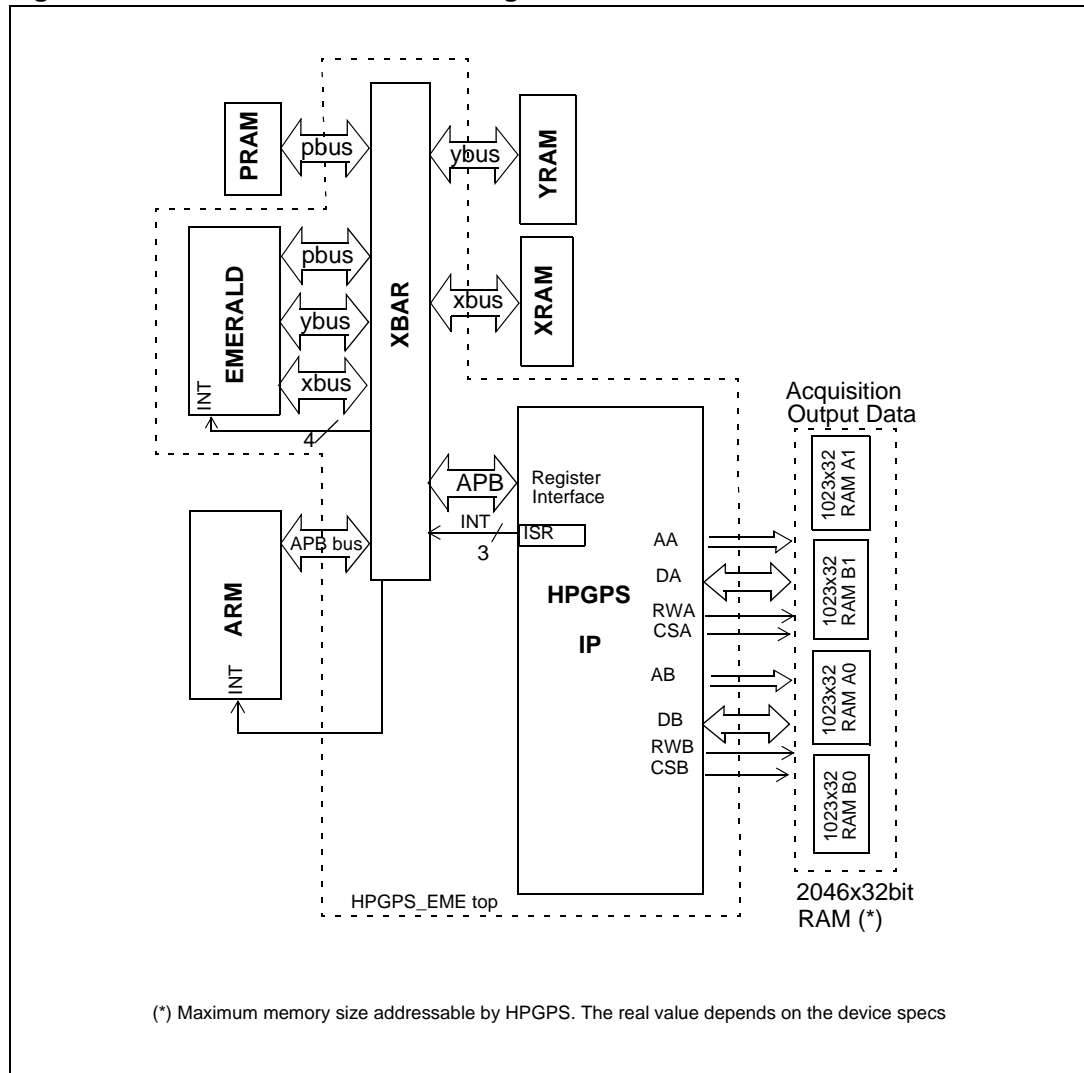 PRAM
pbus
ybus
YRAM
EMERALD
INT
pbus
ybus
xbus
4
XBAR
xbus
XRAM
ARM
INT
APB bus
APB
INT
3
Register
Interface
ISR
HPGPS
IP
AA
DA
RWA
CSA
AB
DB
RWB
CSB
Acquisition
Output Data
1023x32
RAM A1
1023x32
RAM B1
1023x32
RAM A0
1023x32
RAM B0
2046x32bit
RAM (*)
HPGPS_EME top
(*) Maximum memory size addressable by HPGPS. The real value depends on the device specs